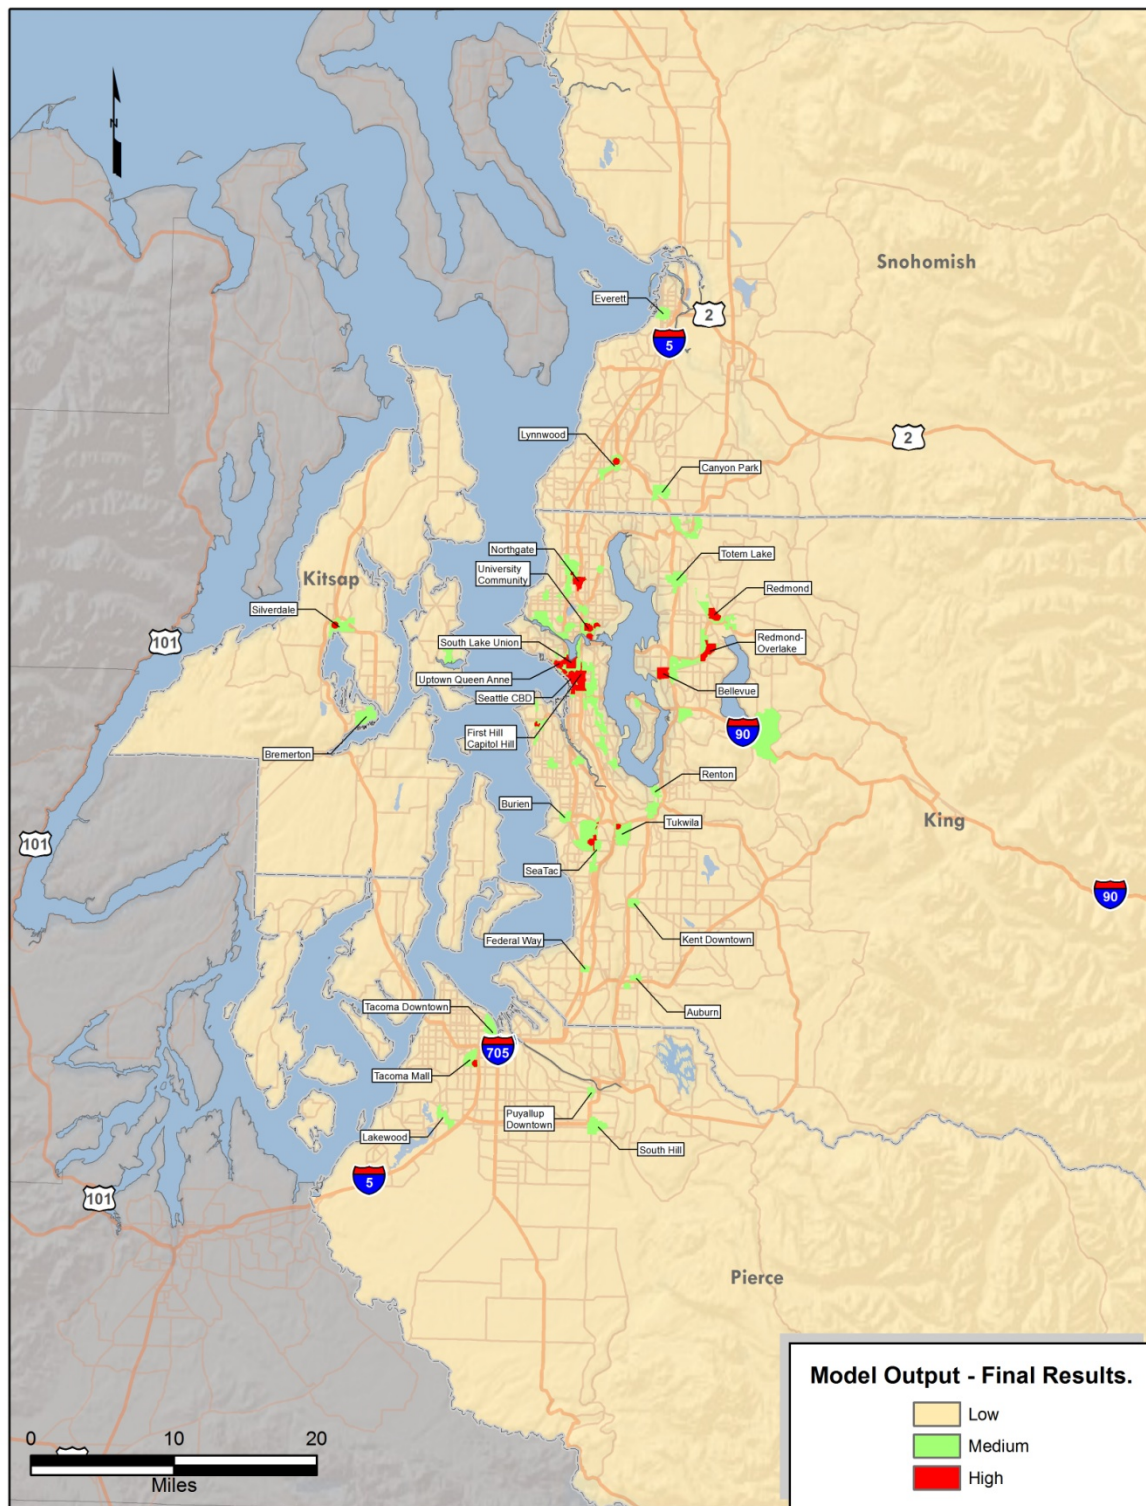 N
Snohomish
Everett
2
5
Lynnwood
2
Canyon Park
Northgate
University
Community
Totem Lake
Kitsap
Redmond
Silverdale
101
South Lake Union
Redmond-
Overlake
Uptown Queen Anne
Bellevue
Seattle CBD
First Hill
Capitol Hill
90
Bremerton
Renton
Burien
King
Tukwila
101
SeaTac
90
Kent Downtown
Federal Way
Auburn
Tacoma Downtown
705
Tacoma Mall
Puyallup
Downtown
Lakewood
South Hill
5
101
Pierce
Model Output - Final Results.
Low
Medium
High
0 10 20
Miles